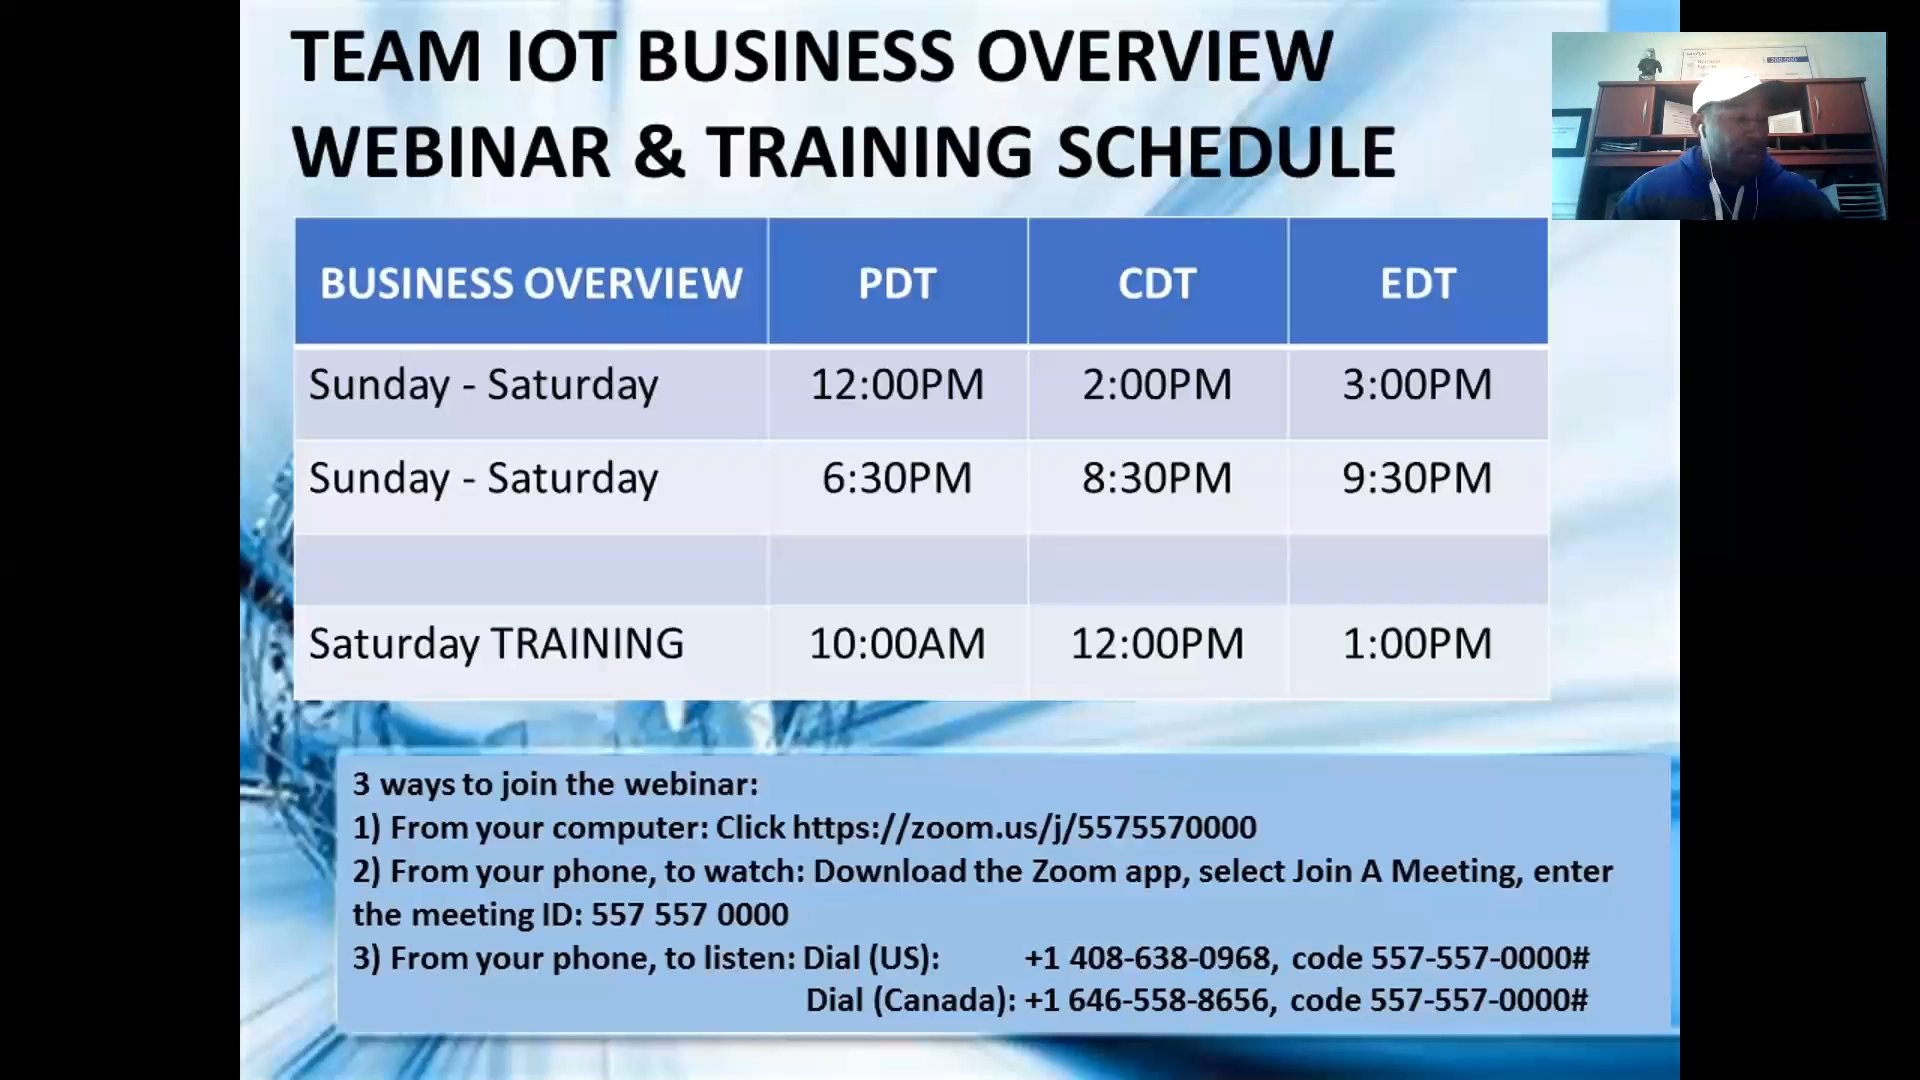 TEAM IOT BUSINESS OVERVIEW
WEBINAR & TRAINING SCHEDULE
BUSINESS OVERVIEW PDT CDT EDT
Sunday - Saturday 12:00PM 2:00PM 3:00PM
Sunday - Saturday 6:30PM 8:30PM 9:30PM
Saturday TRAINING 10:00AM 12:00PM 1:00PM
3 ways to join the webinar:
1) From your computer: Click https://zoom.us/j/5575570000
2) From your phone, to watch: Download the Zoom app, select Join A Meeting, enter
the meeting ID: 557 557 0000
3) From your phone, to listen: Dial (US): +1 408-638-0968, code 557-557-0000#
Dial (Canada): +1 646-558-8656, code 557-557-0000#